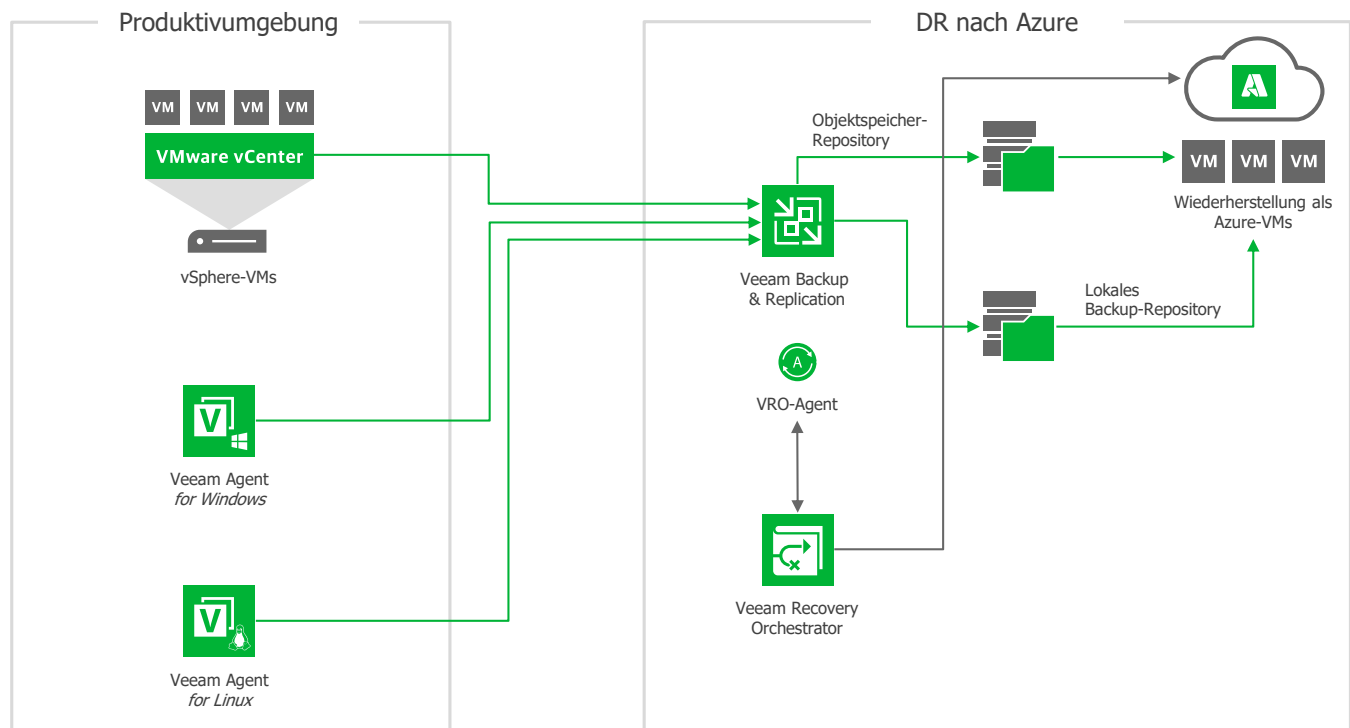 Produktivumgebung
VM VM VM VM
VMware vCenter
vSphere-VMs
V
Veeam Agent
for Windows
V
Veeam Agent
for Linux
DR nach Azure
Objektspeicher-
Repository
VM VM VM
Wiederherstellung als
Azure-VMs
Veeam Backup
& Replication
Lokales
Backup-Repository
A
VRO-Agent
Veeam Recovery
Orchestrator